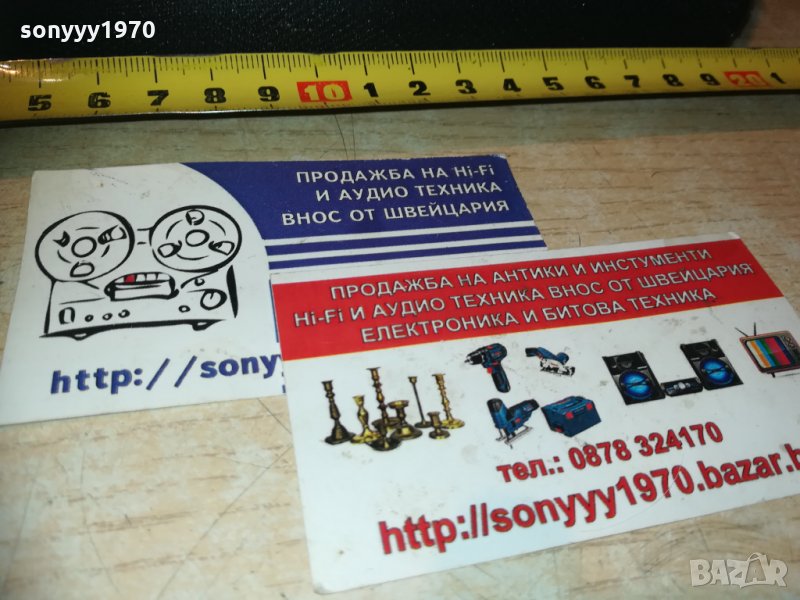 sonyyy1970
5 6 7 8 9 10 1 2 3 4 5 6 7 8 9 20 1
ПРОДАЖБА НА Hi-Fi
И АУДИО ТЕХНИКА
ВНОС ОТ ШВЕЙЦАРИЯ
http://sony
ПРОДАЖБА НА АНТИКИ И ИНСТУМЕНТИ
Hi-Fi И АУДИО ТЕХНИКА ВНОС ОТ ШВЕЙЦАРИЯ
ЕЛЕКТРОНИКА И БИТОВА ТЕХНИКА
тел.: 0878 324170
http://sonyyy1970.bazar.b
BAZAR